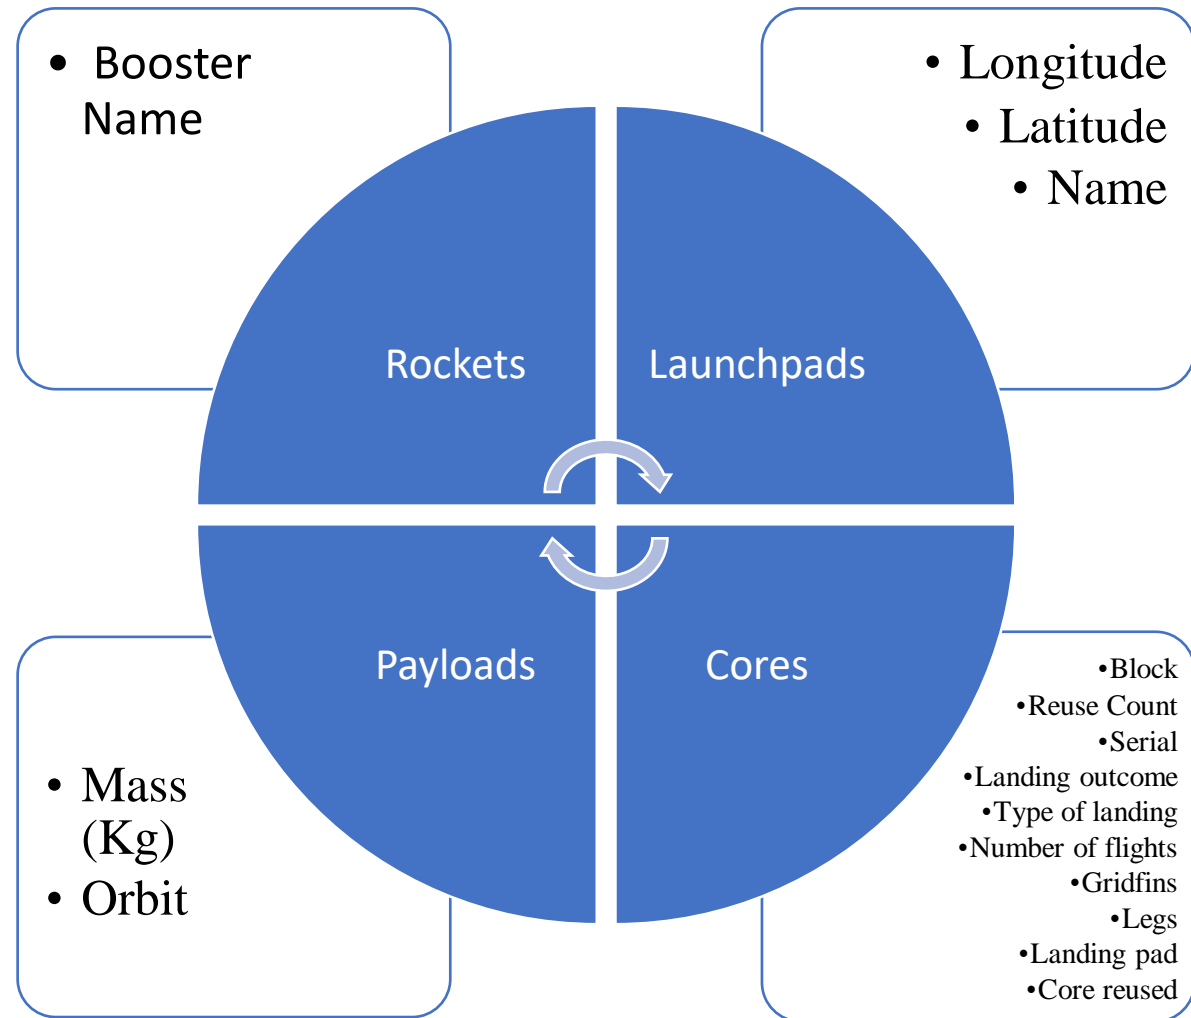 • Booster
Name
• Longitude
• Latitude
• Name
Rockets
Launchpads
Payloads
Cores
• Mass
(Kg)
• Orbit
•Block
•Reuse Count
•Serial
•Landing outcome
•Type of landing
•Number of flights
•Gridfins
•Legs
•Landing pad
•Core reused